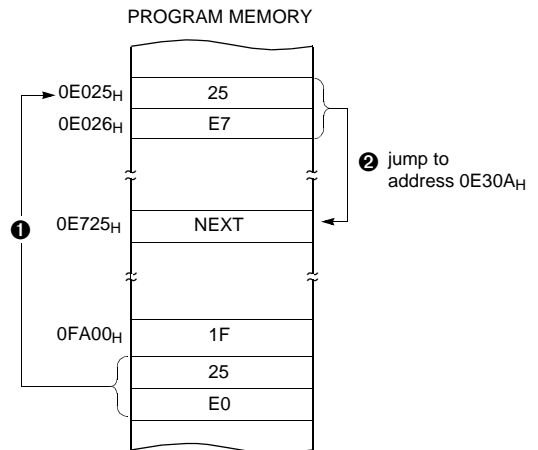 PROGRAM MEMORY
0E025H 25
0E026H E7
❷ jump to
address 0E30AH
❶
0E725H NEXT
0FA00H 1F
25
E0